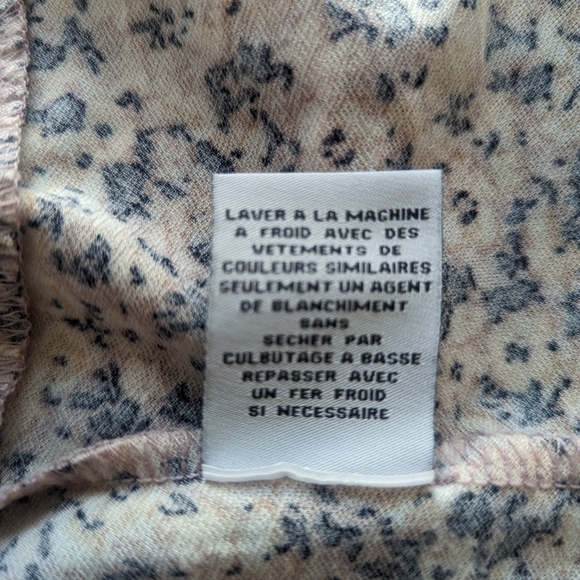 LAVER A LA MACHINE
A FROID AVEC DES
VETEMENTS DE
COULEURS SIMILAIRES
SEULEMENT UN AGENT
DE BLANCHIMENT
SANS
SECHER PAR
CULBUTAGE A BASSE
REPASSER AVEC
UN FER FROID
SI NECESSAIRE